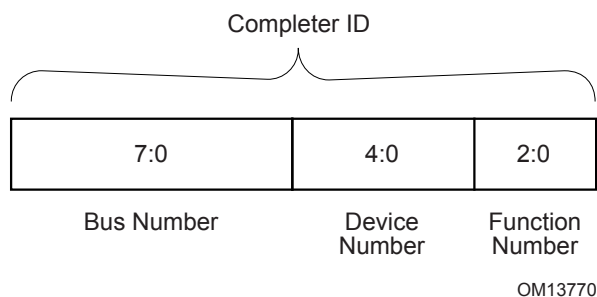 Completer ID
7:0 4:0 2:0
Bus Number Device Function
Number Number
OM13770